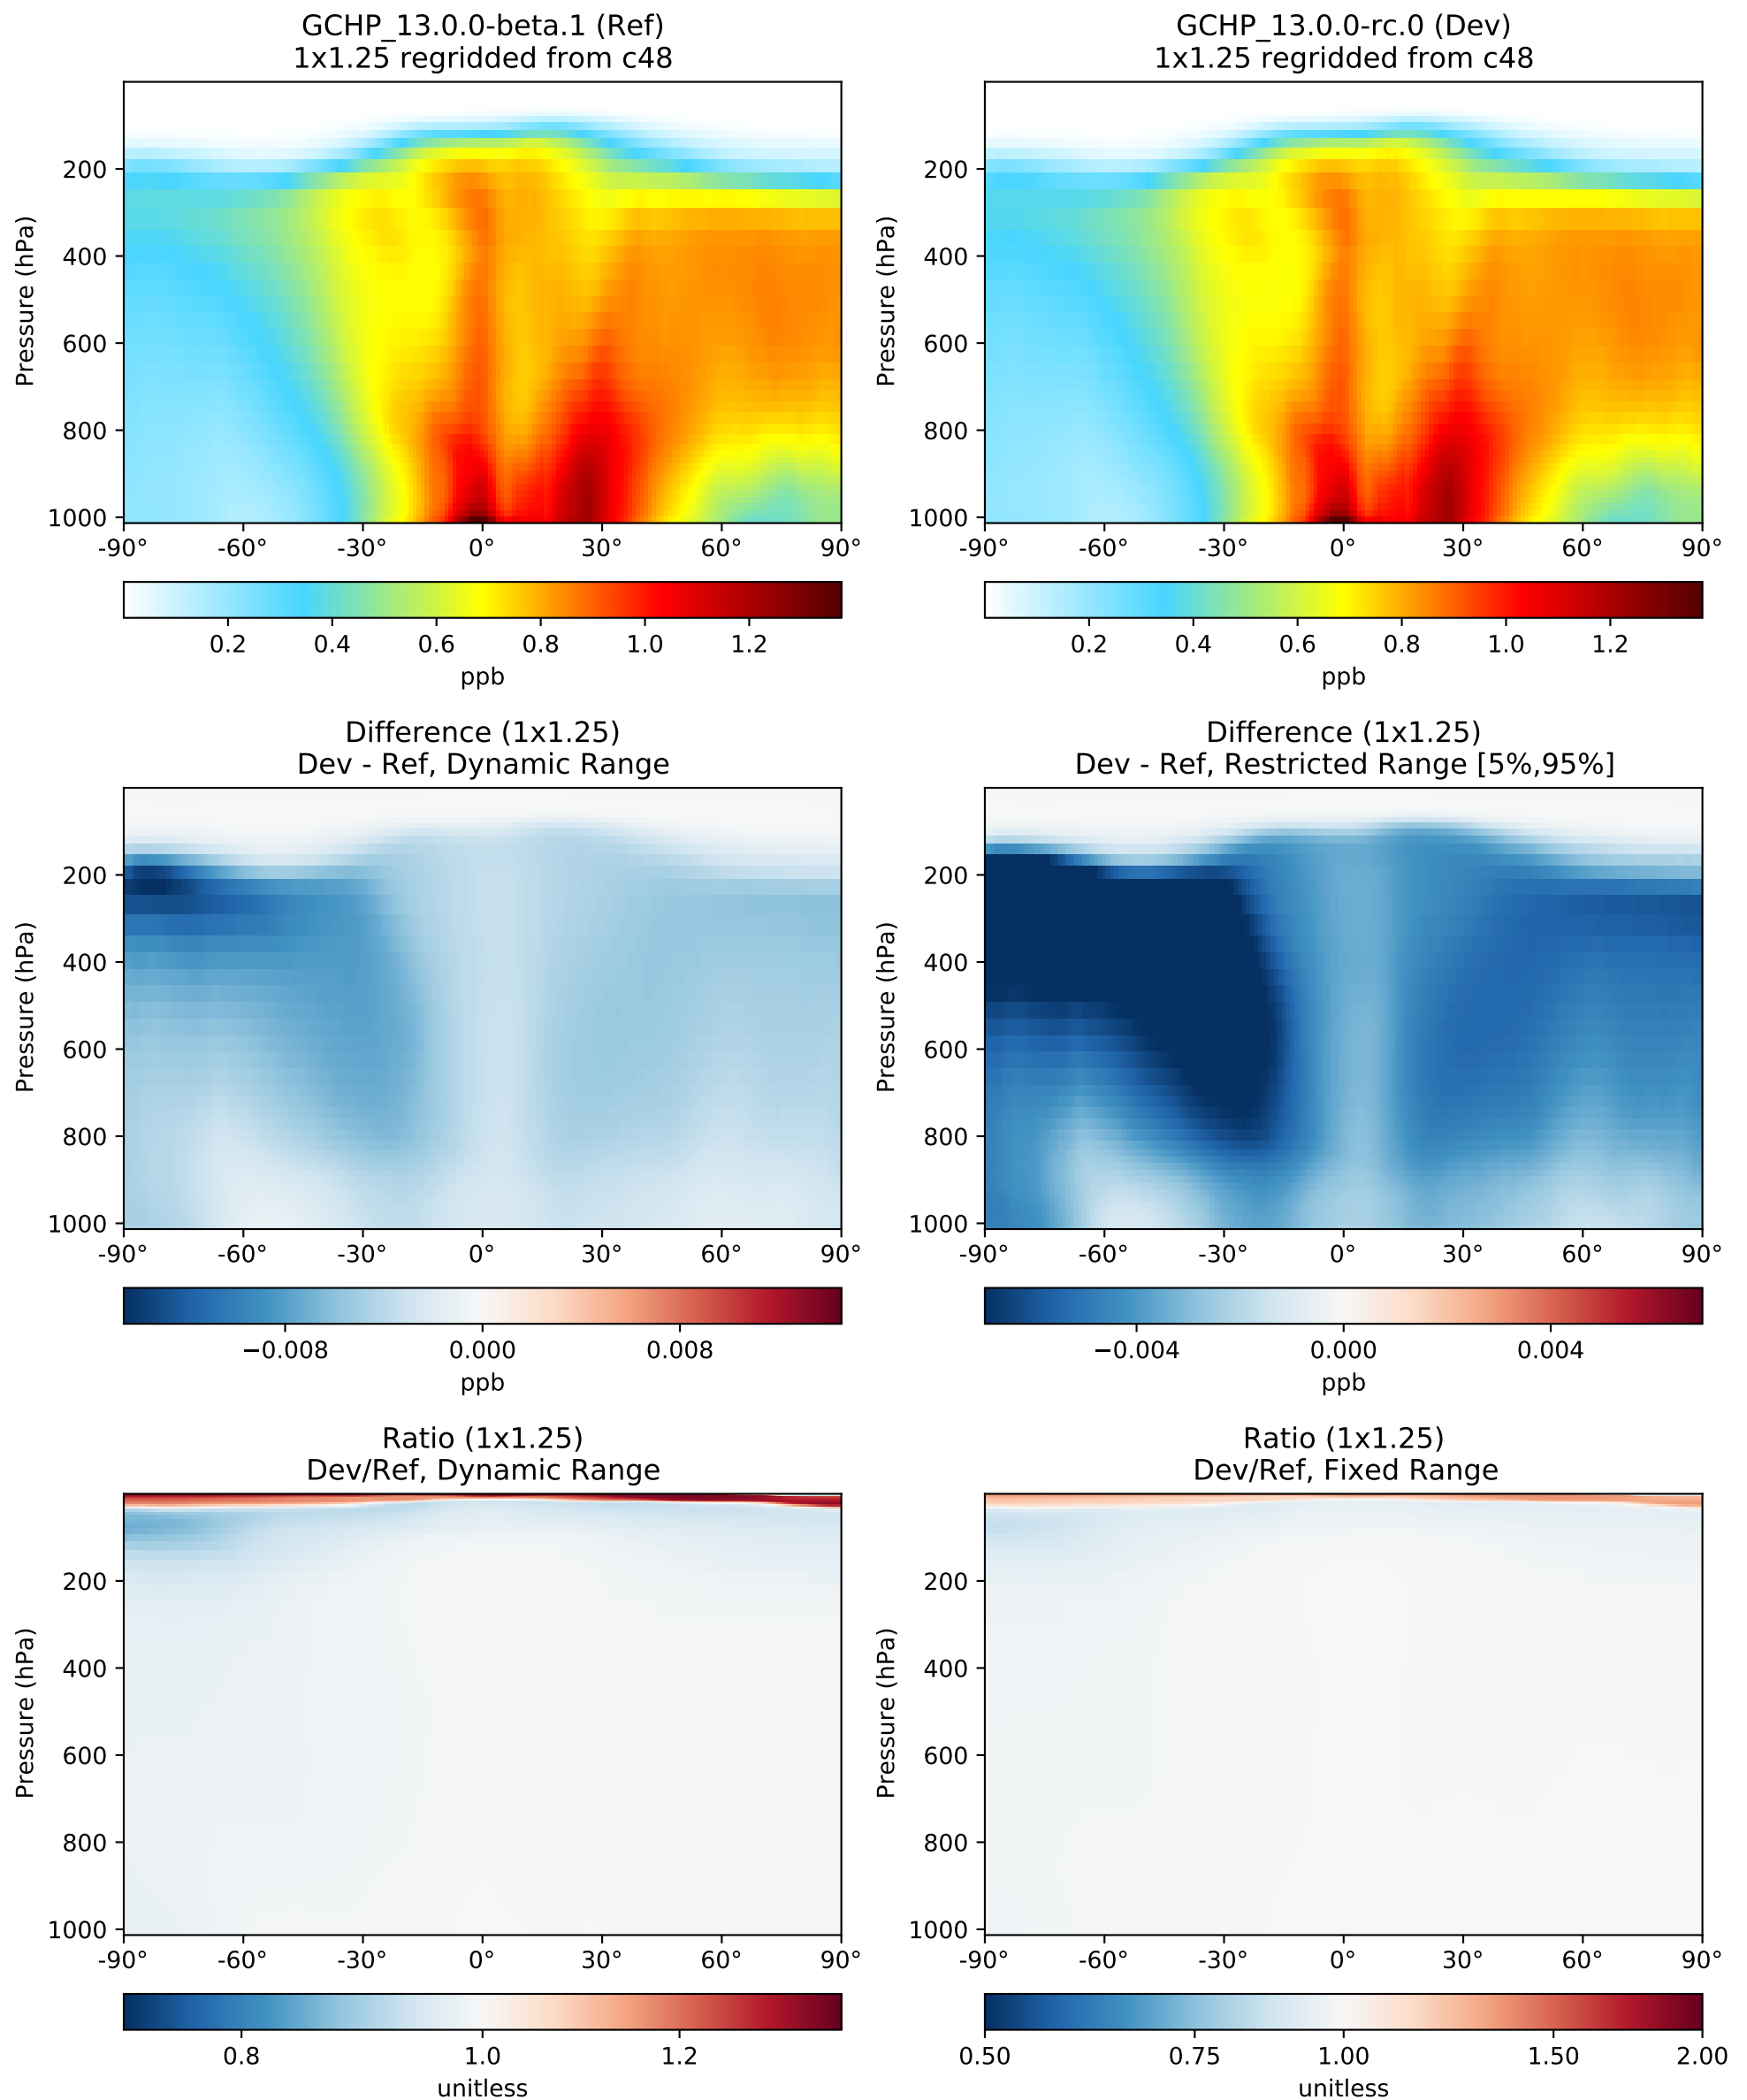 GCHP_13.0.0-beta.1 (Ref)
1x1.25 regridded from c48
Pressure (hPa)
200
400
600
800
1000
-90° -60° -30° 0° 30° 60° 90°
0.2 0.4 0.6 0.8 1.0 1.2
ppb
GCHP_13.0.0-rc.0 (Dev)
1x1.25 regridded from c48
Pressure (hPa)
200
400
600
800
1000
-90° -60° -30° 0° 30° 60° 90°
0.2 0.4 0.6 0.8 1.0 1.2
ppb
Difference (1x1.25)
Dev - Ref, Dynamic Range
Pressure (hPa)
200
400
600
800
1000
-90° -60° -30° 0° 30° 60° 90°
−0.008 0.000 0.008
ppb
Difference (1x1.25)
Dev - Ref, Restricted Range [5%,95%]
Pressure (hPa)
200
400
600
800
1000
-90° -60° -30° 0° 30° 60° 90°
−0.004 0.000 0.004
ppb
Ratio (1x1.25)
Dev/Ref, Dynamic Range
Pressure (hPa)
200
400
600
800
1000
-90° -60° -30° 0° 30° 60° 90°
0.8 1.0 1.2
unitless
Ratio (1x1.25)
Dev/Ref, Fixed Range
Pressure (hPa)
200
400
600
800
1000
-90° -60° -30° 0° 30° 60° 90°
0.50 0.75 1.00 1.50 2.00
unitless